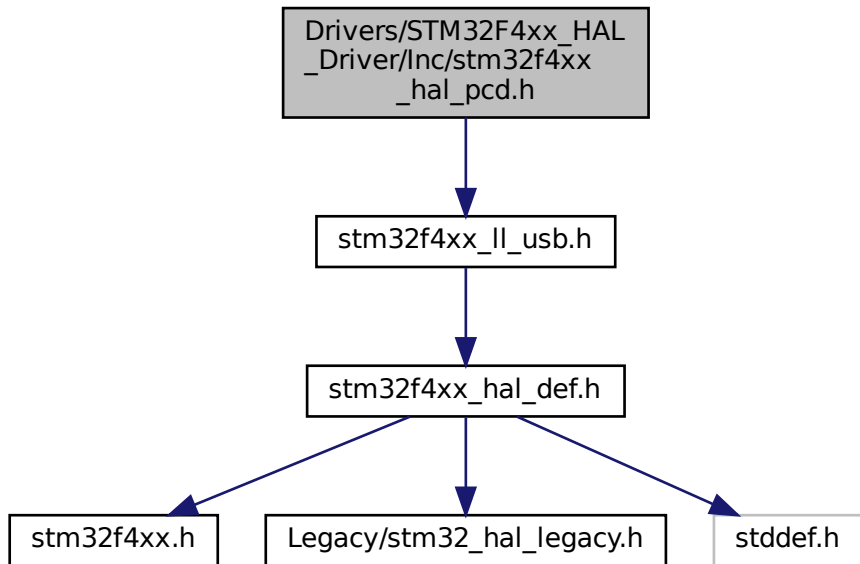 Drivers/STM32F4xx_HAL
_Driver/Inc/stm32f4xx
_hal_pcd.h
stm32f4xx_ll_usb.h
stm32f4xx_hal_def.h
stm32f4xx.h
Legacy/stm32_hal_legacy.h
stddef.h